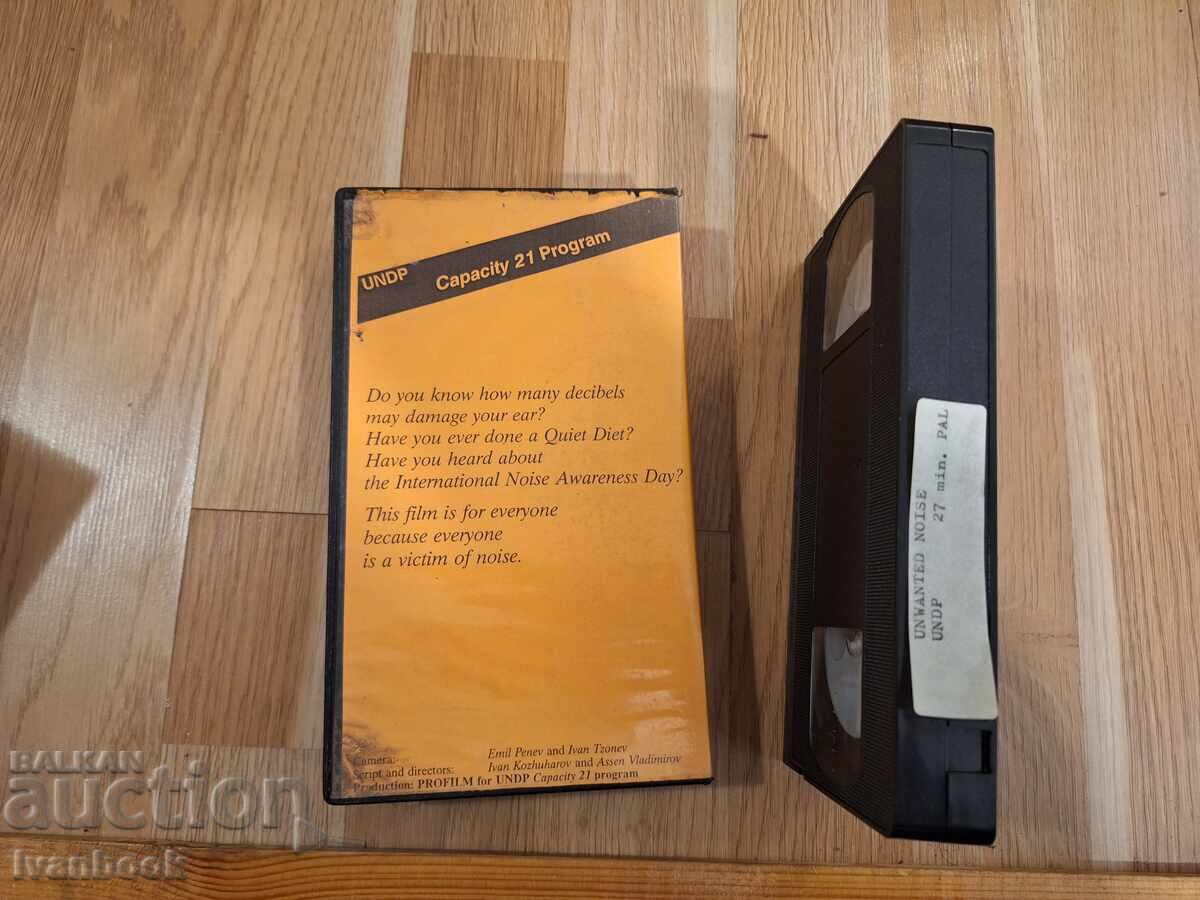 UNDP Capacity 21 Program
Do you know how many decibels
may damage your ear?
Have you ever done a Quiet Diet?
Have you heard about
the International Noise Awareness Day?
This film is for everyone
because everyone
is a victim of noise.
Camera: Emil Penev and Ivan Tzonev
Script and directors: Ivan Kozhuharov and Assen Vladimirov
Production: PROFILM for UNDP Capacity 21 program
UNWANTED NOISE
UNDP 27 min. PAL
BALKAN
auction
Ivanbook